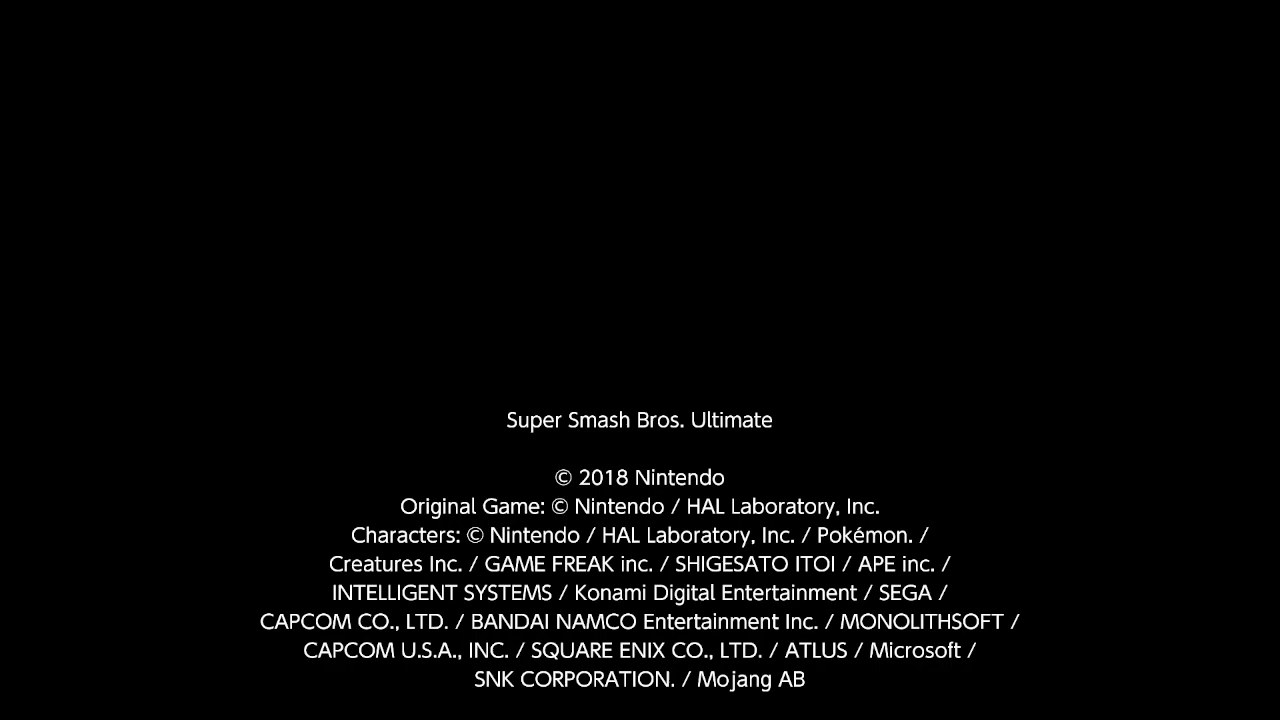 Super Smash Bros. Ultimate
© 2018 Nintendo
Original Game: © Nintendo / HAL Laboratory, Inc.
Characters: © Nintendo / HAL Laboratory, Inc. / Pokémon. /
Creatures Inc. / GAME FREAK inc. / SHIGESATO ITOI / APE inc. /
INTELLIGENT SYSTEMS / Konami Digital Entertainment / SEGA /
CAPCOM CO., LTD. / BANDAI NAMCO Entertainment Inc. / MONOLITHSOFT /
CAPCOM U.S.A., INC. / SQUARE ENIX CO., LTD. / ATLUS / Microsoft /
SNK CORPORATION. / Mojang AB